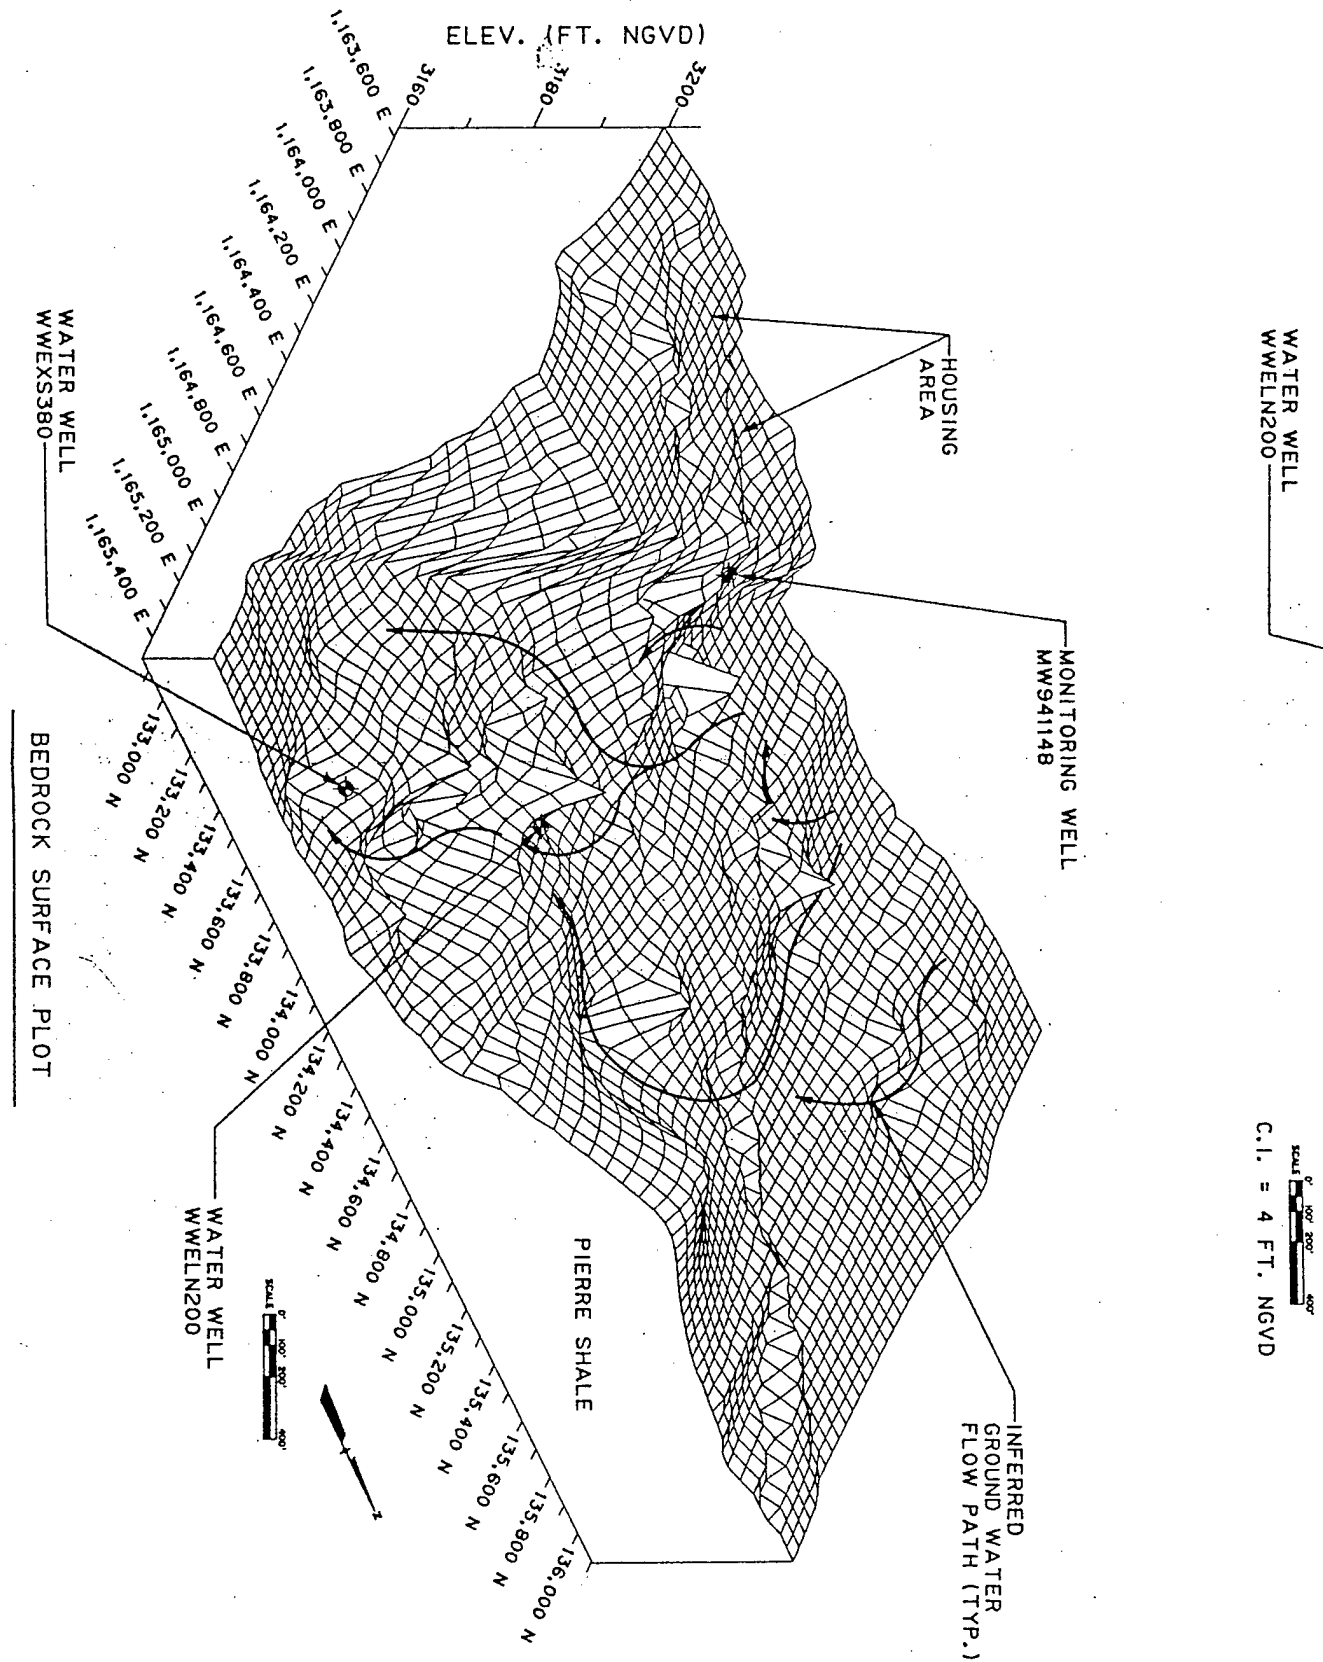 WATER WELL
WWELN200
SCALE 0' 100' 200' 400'
C.I. = 4 FT. NGVD
HOUSING
AREA
MONITORING WELL
MW941148
INFERRED
GROUND WATER
FLOW PATH (TYP.)
ELEV. (FT. NGVD)
3160
3180
3200
1,163,600 E
1,163,800 E
1,164,000 E
1,164,200 E
1,164,400 E
1,164,600 E
1,164,800 E
1,165,000 E
1,165,200 E
1,165,400 E
133,000 N
133,200 N
133,400 N
133,600 N
133,800 N
134,000 N
134,200 N
134,400 N
134,600 N
134,800 N
135,000 N
135,200 N
135,400 N
135,600 N
135,800 N
136,000 N
PIERRE SHALE
WATER WELL
WWEXS380
WATER WELL
WWELN200
SCALE 0' 100' 200' 400'
N
BEDROCK SURFACE PLOT